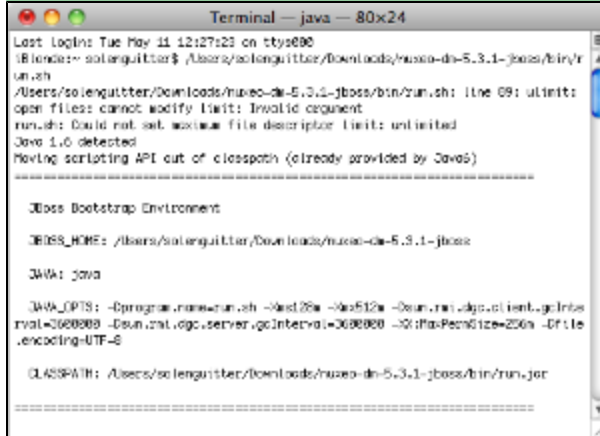 Terminal — java — 80×24
Last login: Tue May 11 12:27:23 on ttys000
iBlonde:~ solenguitter$ /Users/solenguitter/Downloads/nuxeo-dm-5.3.1-jboss/bin/r
un.sh
/Users/solenguitter/Downloads/nuxeo-dm-5.3.1-jboss/bin/run.sh: line 89: ulimit:
open files: cannot modify limit: Invalid argument
run.sh: Could not set maximum file descriptor limit: unlimited
Java 1.6 detected
Moving scripting API out of classpath (already provided by Java6)
=========================================================================
JBoss Bootstrap Environment
JBOSS_HOME: /Users/solenguitter/Downloads/nuxeo-dm-5.3.1-jboss
JAVA: java
JAVA_OPTS: -Dprogram.name=run.sh -Xms128m -Xmx512m -Dsun.rmi.dgc.client.gcInte
rval=3600000 -Dsun.rmi.dgc.server.gcInterval=3600000 -XX:MaxPermSize=256m -Dfile
.encoding=UTF-8
CLASSPATH: /Users/solenguitter/Downloads/nuxeo-dm-5.3.1-jboss/bin/run.jar
=========================================================================